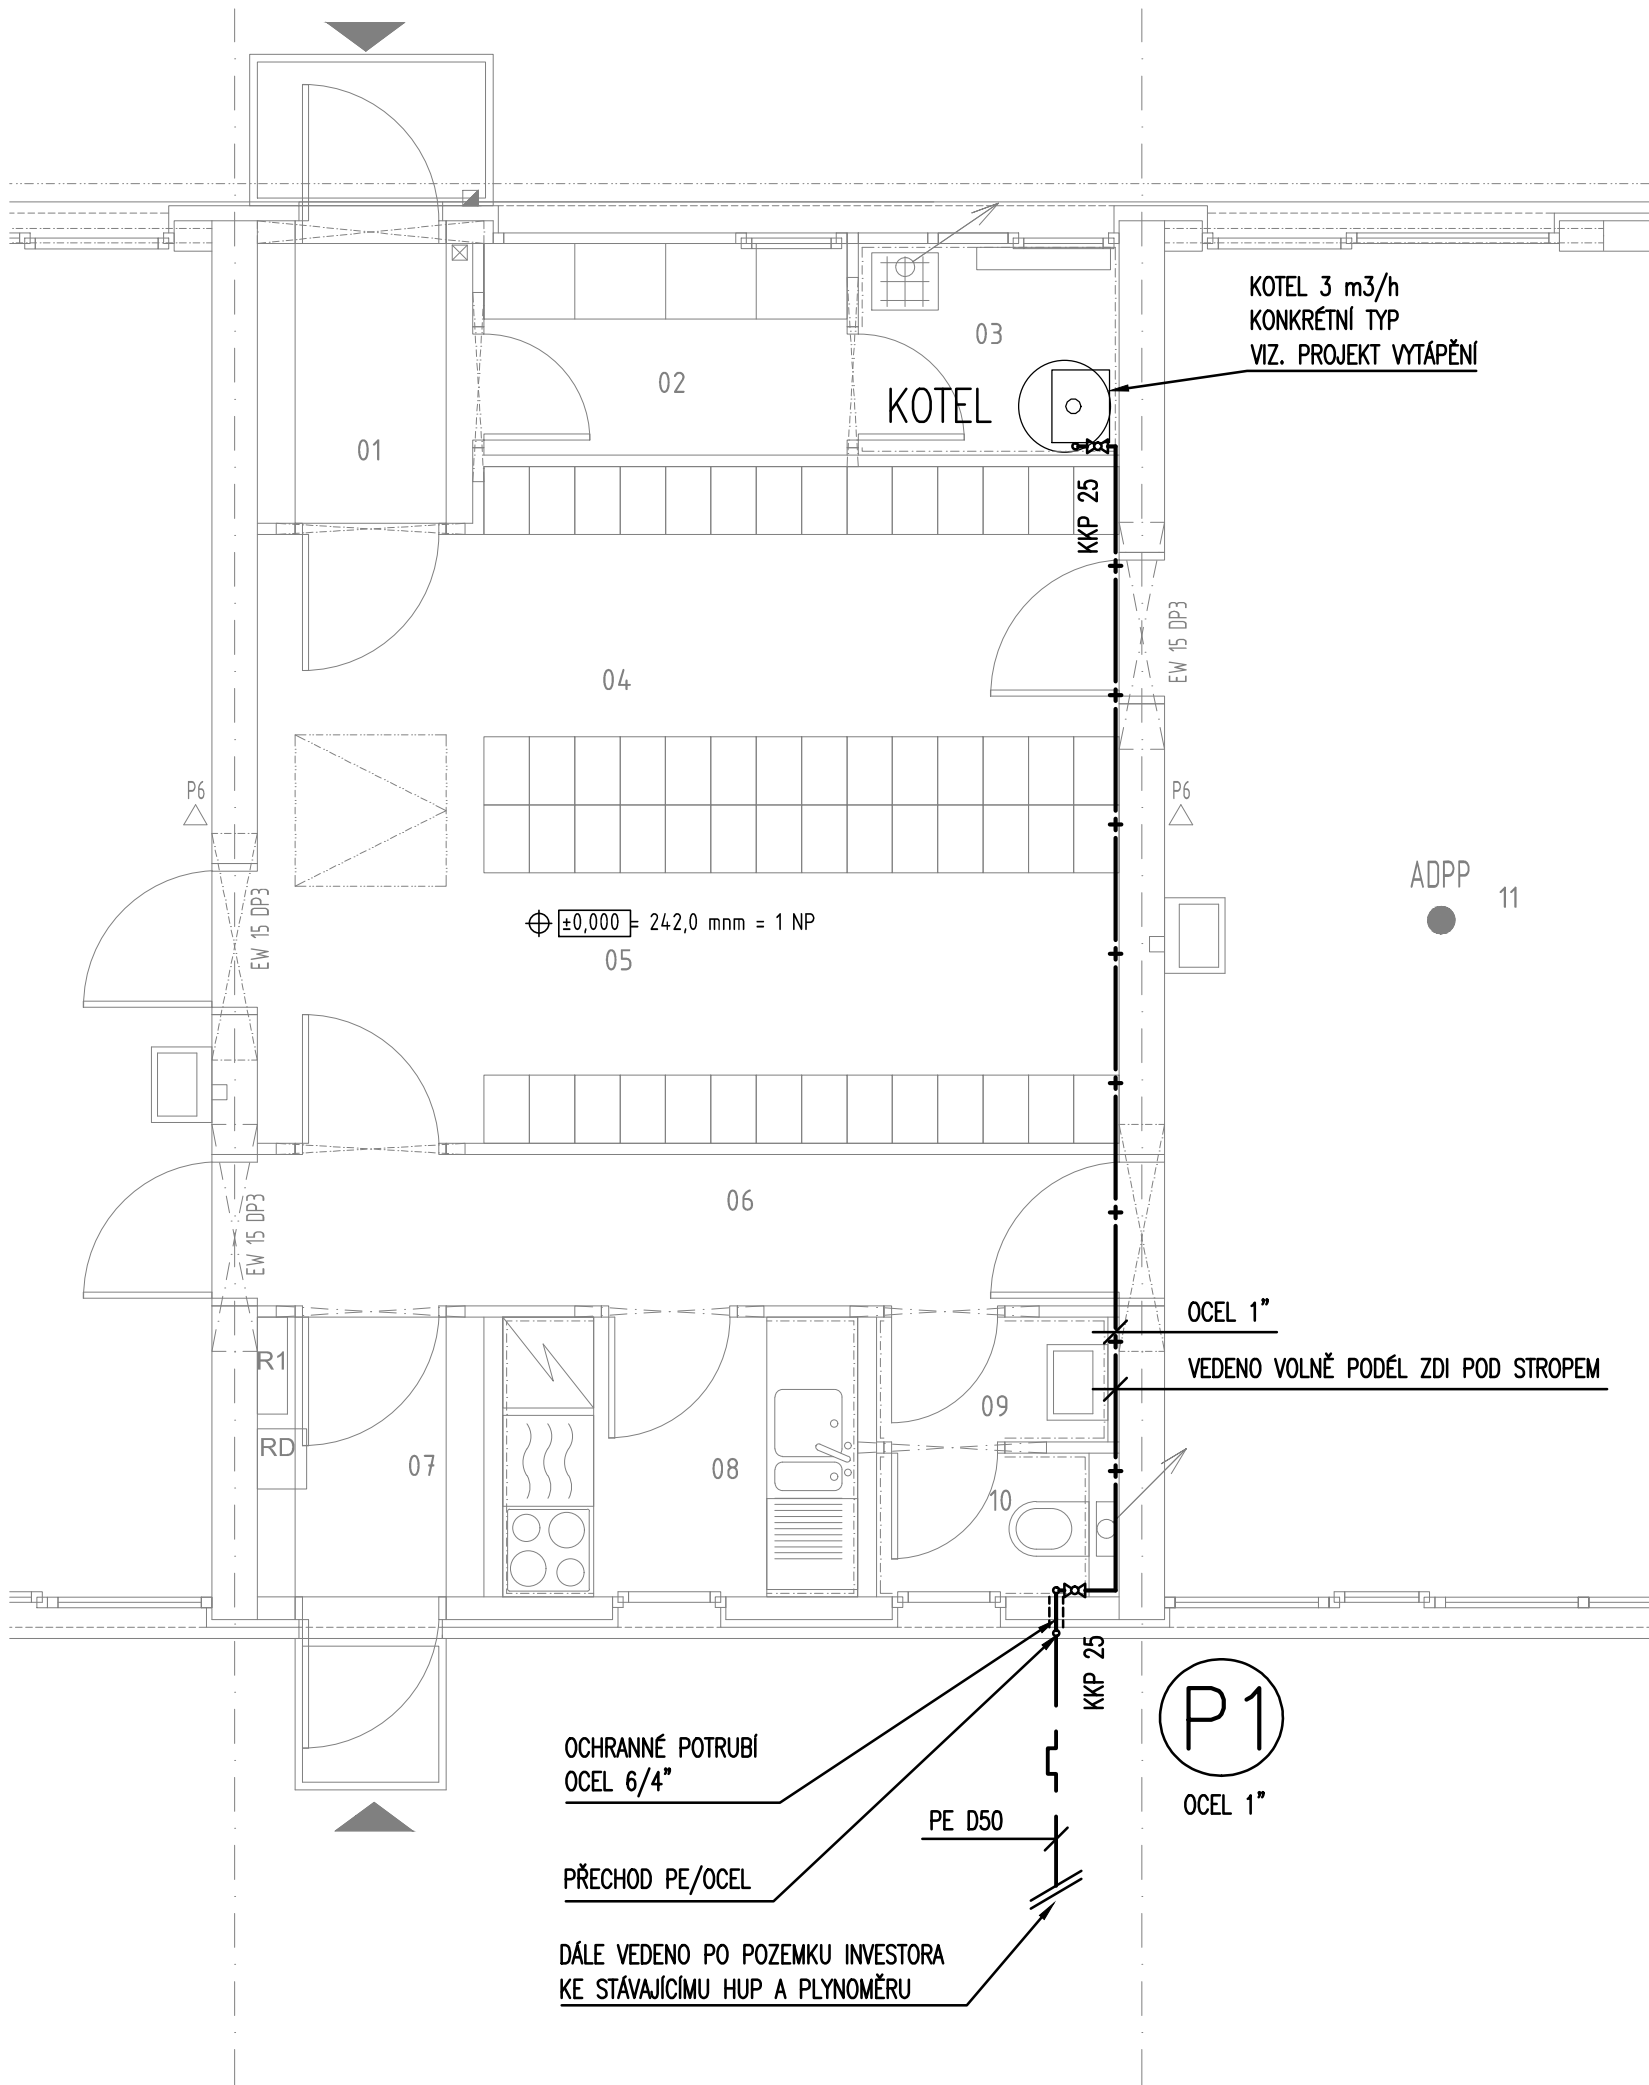 KOTEL 3 m3/h
KONKRÉTNÍ TYP
VIZ. PROJEKT VYTÁPĚNÍ
03
02
KOTEL
01
KKP 25
EW 15 DP3
04
P6
P6
ADPP
11
EW 15 DP3
±0,000 = 242,0 mnm = 1 NP
05
06
EW 15 DP3
OCEL 1"
R1
VEDENO VOLNĚ PODÉL ZDI POD STROPEM
09
RD
07
08
10
KKP 25
P1
OCHRANNÉ POTRUBÍ
OCEL 6/4"
OCEL 1"
PE D50
PŘECHOD PE/OCEL
DÁLE VEDENO PO POZEMKU INVESTORA
KE STÁVAJÍCÍMU HUP A PLYNOMĚRU